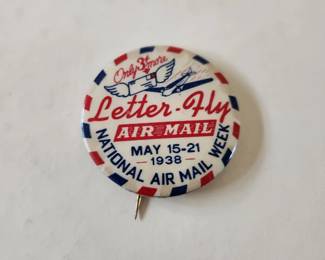 Only 3¢ more
Letter-Fly
AIR MAIL
MAY 15-21
1938
NATIONAL AIR MAIL WEEK